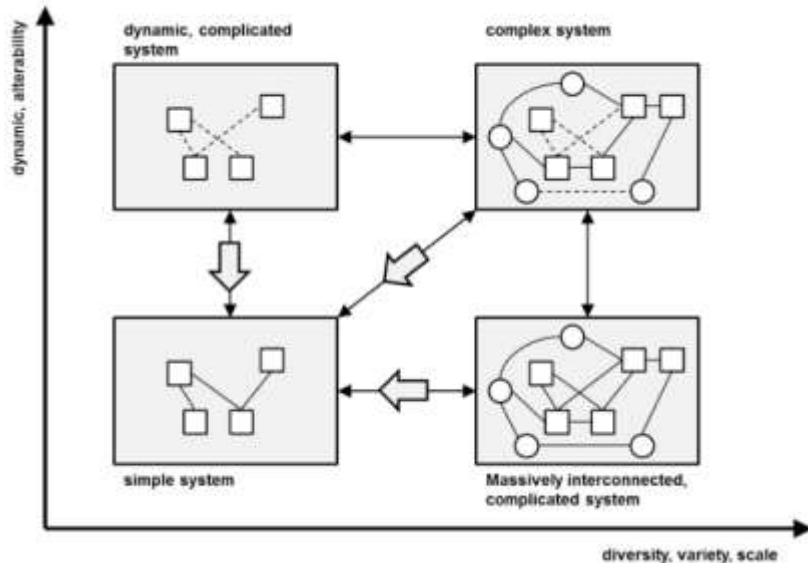 dynamic, complicated
system
complex system
dynamic, alterability
simple system
Massively interconnected,
complicated system
diversity, variety, scale